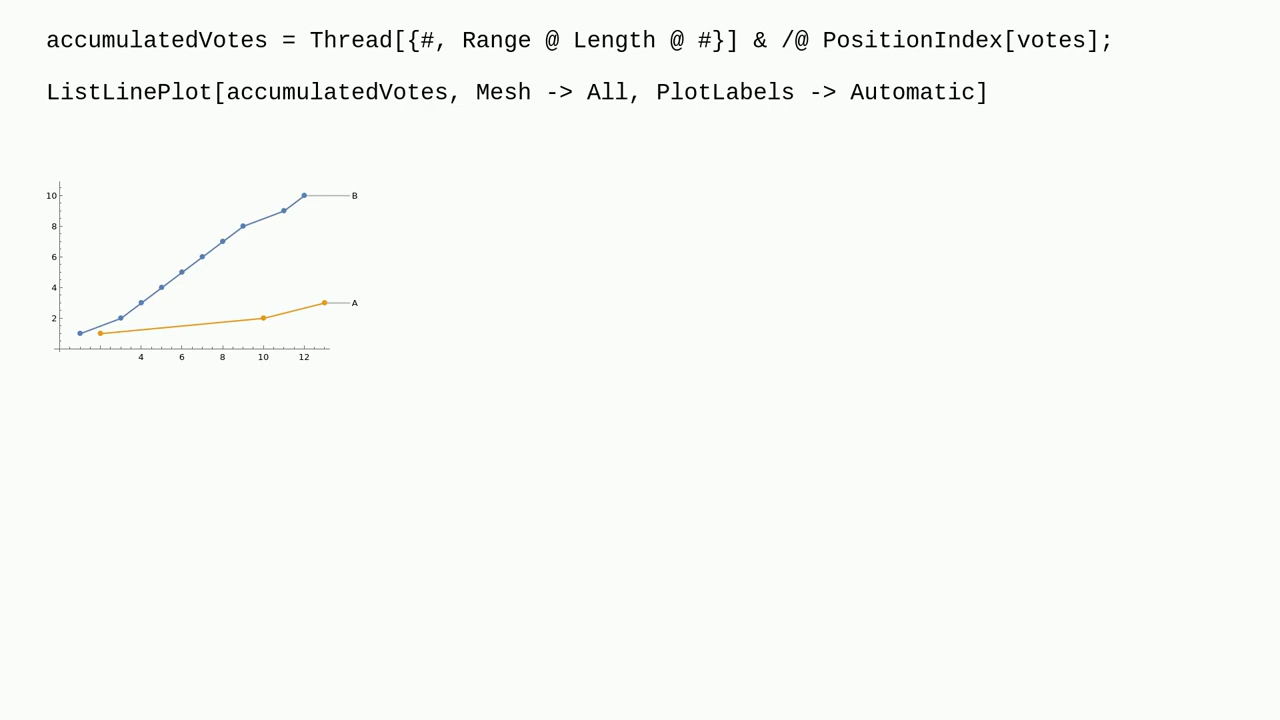 accumulatedVotes = Thread[{#, Range @ Length @ #}] & /@ PositionIndex[votes];
ListLinePlot[accumulatedVotes, Mesh -> All, PlotLabels -> Automatic]
10
B
8
6
4
A
2
4 6 8 10 12